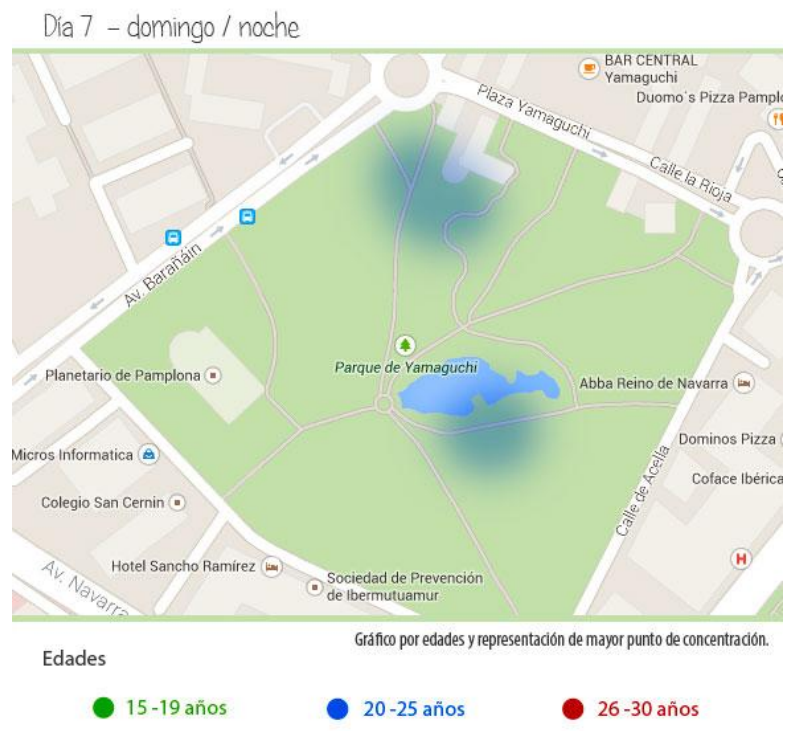 Día 7 – domingo / noche
BAR CENTRAL
Yamaguchi
Duomo´s Pizza Pamplo
Plaza Yamaguchi
Calle la Rioja
Av. Barañáin
Parque de Yamaguchi
Planetario de Pamplona
Abba Reino de Navarra
Micros Informatica
Dominos Pizza
Colegio San Cernin
Coface Ibérica
Calle de Acella
Hotel Sancho Ramírez
Av. Navarra
Sociedad de Prevención
de Ibermutuamur
H
Gráfico por edades y representación de mayor punto de concentración.
Edades
15 -19 años
20 -25 años
26 -30 años